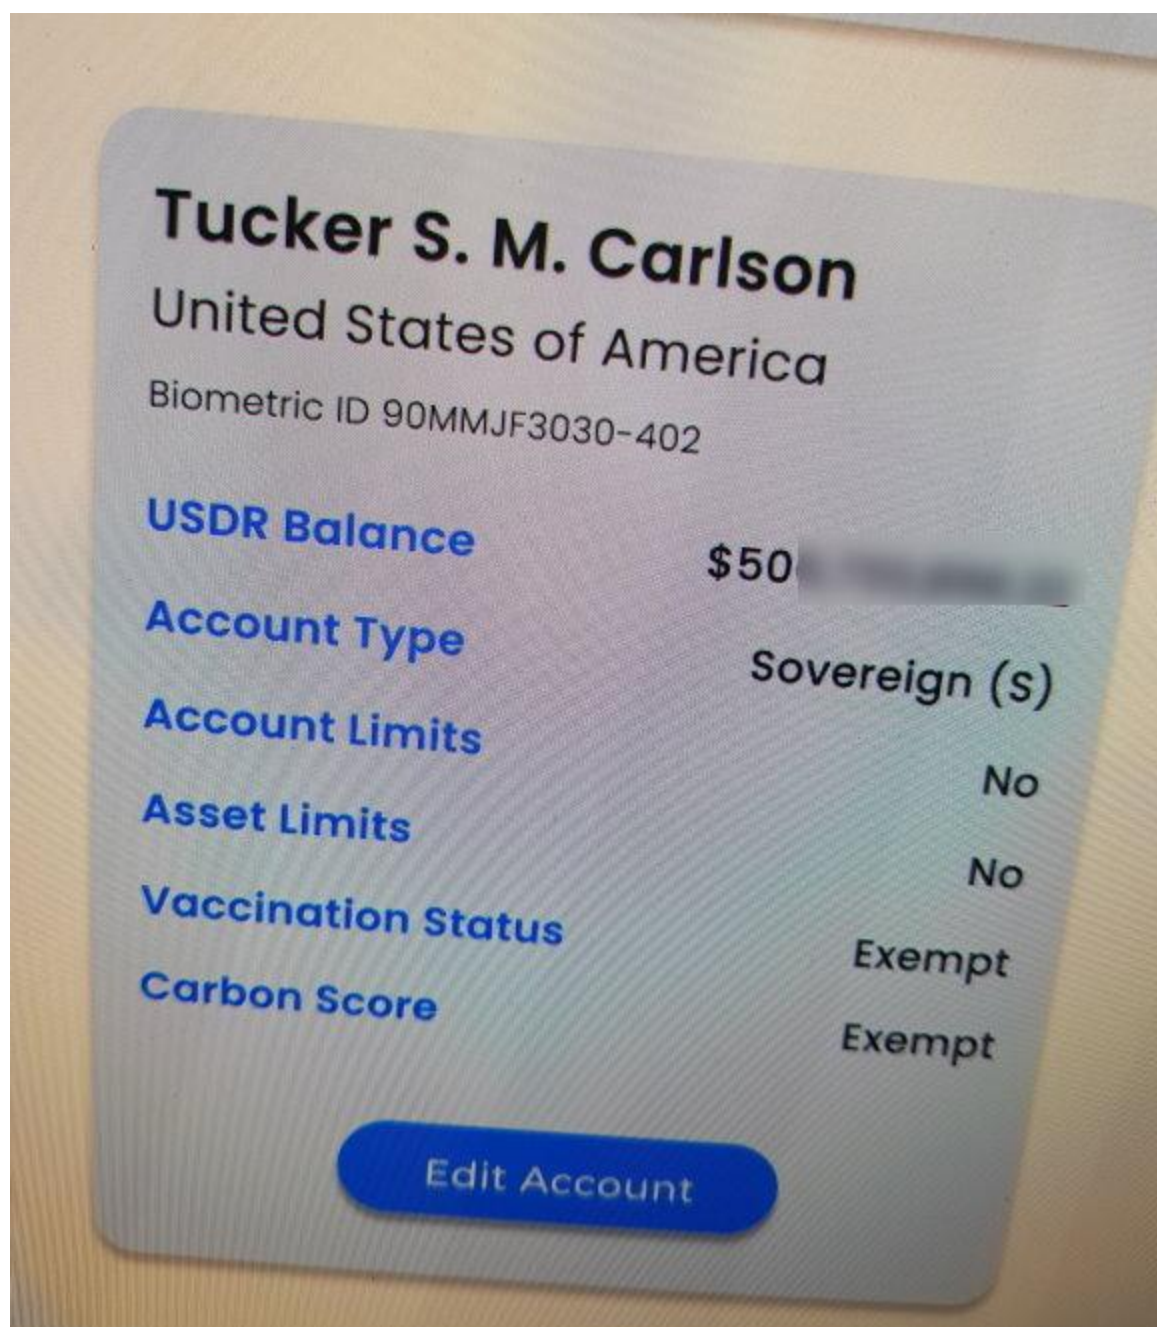 Tucker S. M. Carlson
United States of America
Biometric ID 90MMJF3030-402
USDR Balance $50
Account Type Sovereign (s)
Account Limits No
Asset Limits No
Vaccination Status Exempt
Carbon Score Exempt
Edit Account